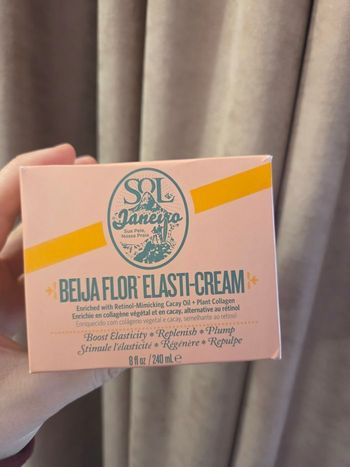 SOL
de
Janeiro
Sua Pele,
Nossa Praia
BEIJA FLOR™ ELASTI-CREAM
Enriched with Retinol-Mimicking Cacay Oil + Plant Collagen
Enrichie en collagène végétal et en cacay, alternative au rétinol
Enriquecido com colágeno vegetal e cacay, semelhante ao retinol
Boost Elasticity • Replenish • Plump
Stimule l'élasticité • Régénère • Repulpe
8 fl oz / 240 mL ℮